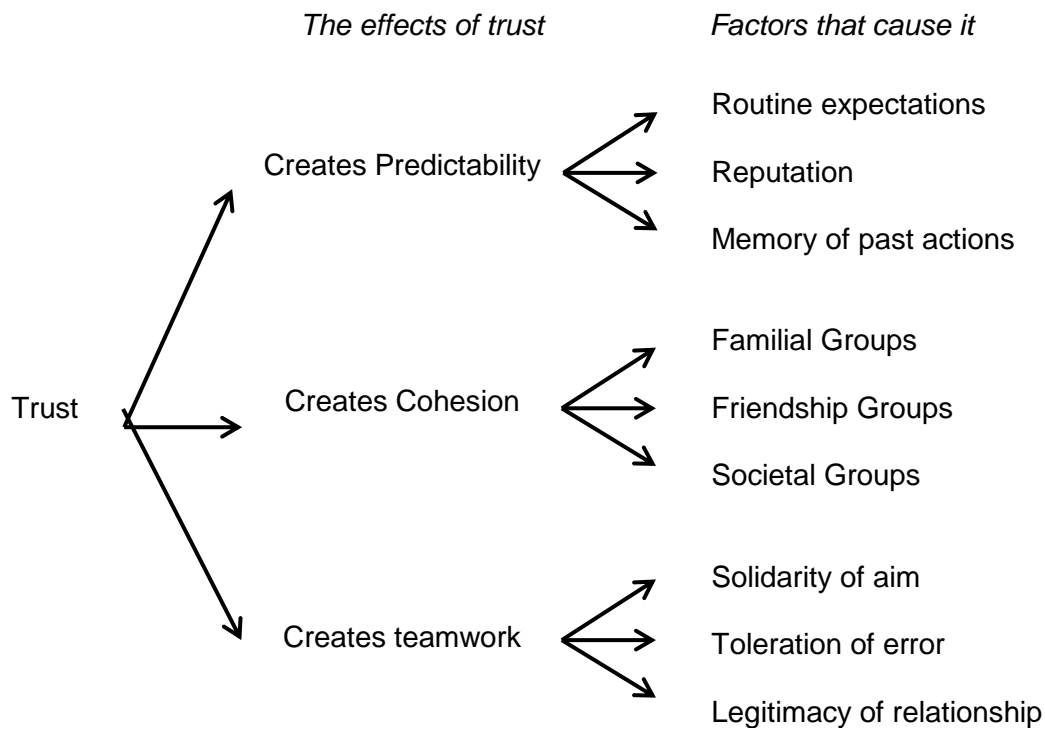 The effects of trust
Factors that cause it
Routine expectations
Creates Predictability
Reputation
Memory of past actions
Familial Groups
Trust
Creates Cohesion
Friendship Groups
Societal Groups
Solidarity of aim
Creates teamwork
Toleration of error
Legitimacy of relationship